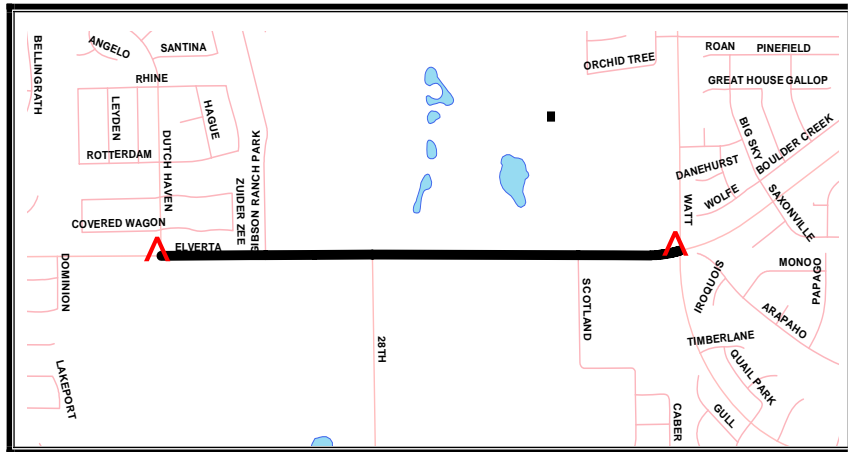 BELLINGRATH
ANGELO
SANTINA
RHINE
LEYDEN
HAGUE
DUTCH HAVEN
ROTTERDAM
ZUIDER ZEE
GIBSON RANCH PARK
COVERED WAGON
ELVERTA
DOMINION
LAKEPORT
28TH
ORCHID TREE
ROAN
PINEFIELD
GREAT HOUSE GALLOP
BIG SKY
BOULDER CREEK
DANEHURST
WOLFE
WATT
SAXONVILLE
SCOTLAND
IROQUOIS
MONO
PAPAGO
ARAPAHO
TIMBERLANE
QUAIL PARK
GULL
CABER